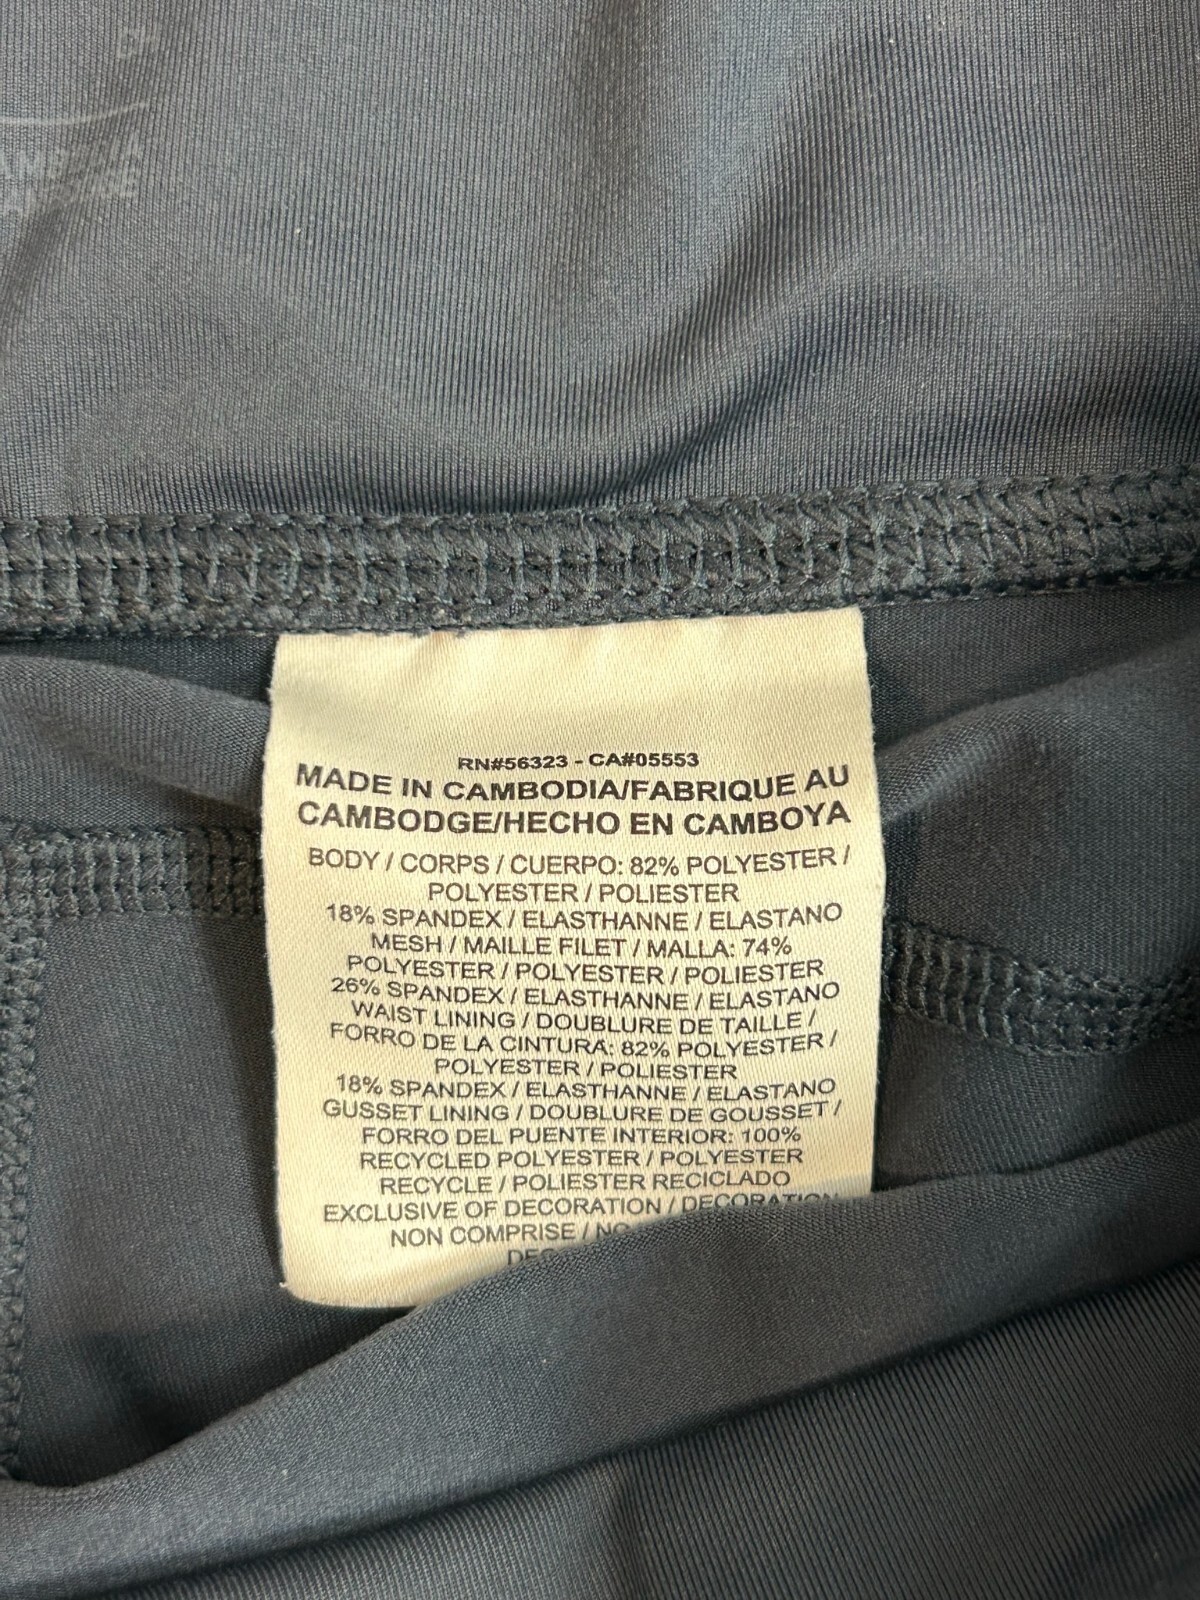 RN#56323 - CA#05553
MADE IN CAMBODIA/FABRIQUE AU
CAMBODGE/HECHO EN CAMBOYA
BODY / CORPS / CUERPO: 82% POLYESTER /
POLYESTER / POLIESTER
18% SPANDEX / ELASTHANNE / ELASTANO
MESH / MAILLE FILET / MALLA: 74%
POLYESTER / POLYESTER / POLIESTER
26% SPANDEX / ELASTHANNE / ELASTANO
WAIST LINING / DOUBLURE DE TAILLE /
FORRO DE LA CINTURA: 82% POLYESTER /
POLYESTER / POLIESTER
18% SPANDEX / ELASTHANNE / ELASTANO
GUSSET LINING / DOUBLURE DE GOUSSET /
FORRO DEL PUENTE INTERIOR: 100%
RECYCLED POLYESTER / POLYESTER
RECYCLE / POLIESTER RECICLADO
EXCLUSIVE OF DECORATION / DECORATION
NON COMPRISE /